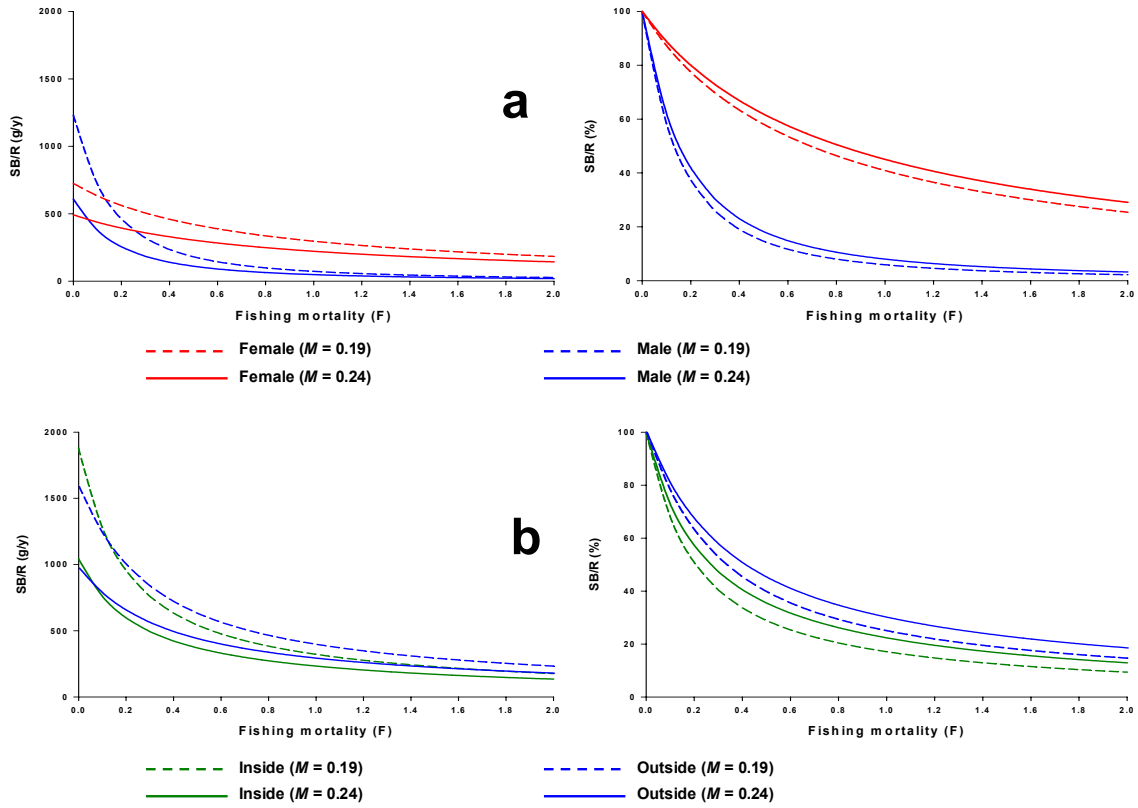 2000
1500
1000
500
0
SB/R (g/y)
0.0 0.2 0.4 0.6 0.8 1.0 1.2 1.4 1.6 1.8 2.0
Fishing mortality (F)
a
100
80
60
40
20
0
SB/R (%)
0.0 0.2 0.4 0.6 0.8 1.0 1.2 1.4 1.6 1.8 2.0
Fishing mortality (F)
Female (M = 0.19) Male (M = 0.19)
Female (M = 0.24) Male (M = 0.24)
2000
1500
1000
500
0
SB/R (g/y)
0.0 0.2 0.4 0.6 0.8 1.0 1.2 1.4 1.6 1.8 2.0
Fishing mortality (F)
b
100
80
60
40
20
0
SB/R (%)
0.0 0.2 0.4 0.6 0.8 1.0 1.2 1.4 1.6 1.8 2.0
Fishing mortality (F)
Inside (M = 0.19) Outside (M = 0.19)
Inside (M = 0.24) Outside (M = 0.24)